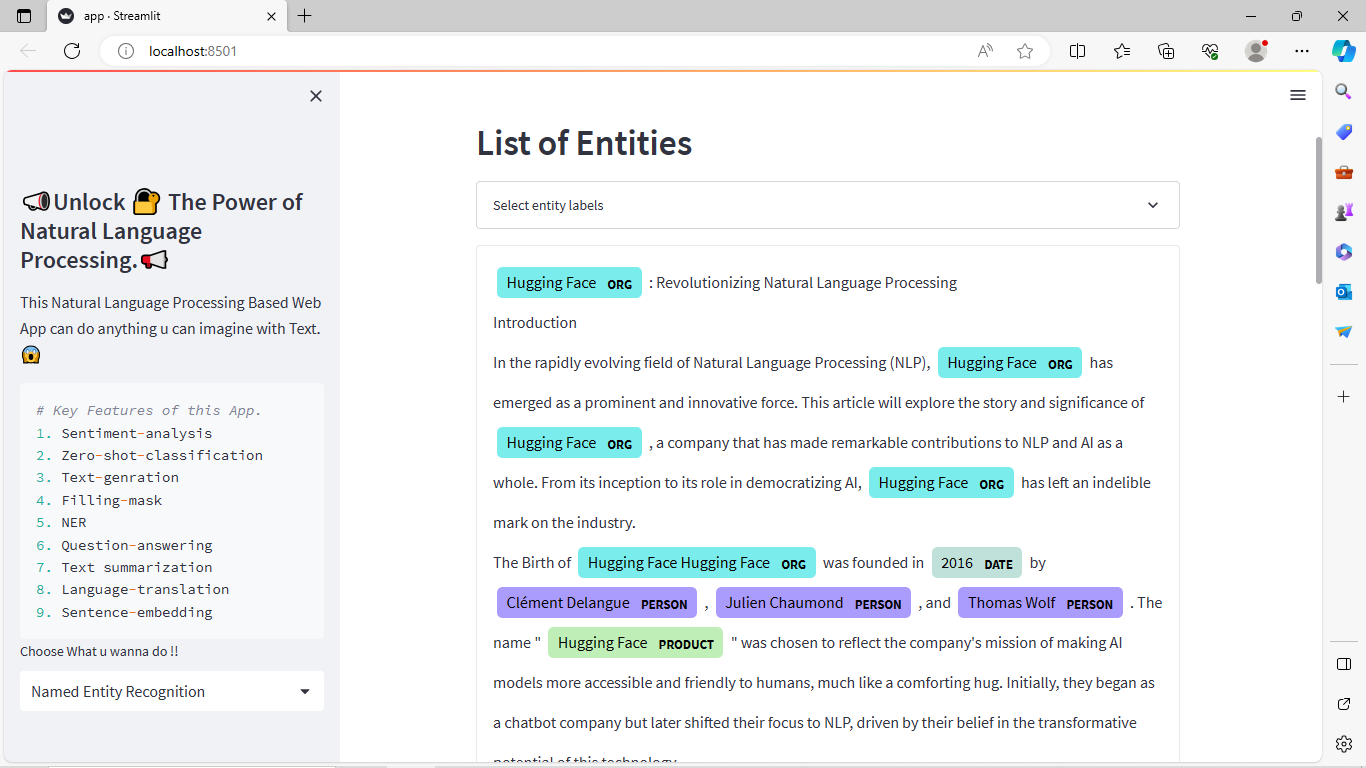 app · Streamlit
localhost:8501
Unlock The Power of
Natural Language
Processing.
This Natural Language Processing Based Web
App can do anything u can imagine with Text.
# Key Features of this App.
1. Sentiment-analysis
2. Zero-shot-classification
3. Text-genration
4. Filling-mask
5. NER
6. Question-answering
7. Text summarization
8. Language-translation
9. Sentence-embedding
Choose What u wanna do !!
Named Entity Recognition
List of Entities
Select entity labels
Hugging Face ORG : Revolutionizing Natural Language Processing
Introduction
In the rapidly evolving field of Natural Language Processing (NLP), Hugging Face ORG has
emerged as a prominent and innovative force. This article will explore the story and significance of
Hugging Face ORG , a company that has made remarkable contributions to NLP and AI as a
whole. From its inception to its role in democratizing AI, Hugging Face ORG has left an indelible
mark on the industry.
The Birth of Hugging Face Hugging Face ORG was founded in 2016 DATE by
Clément Delangue PERSON , Julien Chaumond PERSON , and Thomas Wolf PERSON . The
name " Hugging Face PRODUCT " was chosen to reflect the company's mission of making AI
models more accessible and friendly to humans, much like a comforting hug. Initially, they began as
a chatbot company but later shifted their focus to NLP, driven by their belief in the transformative
potential of this technology.